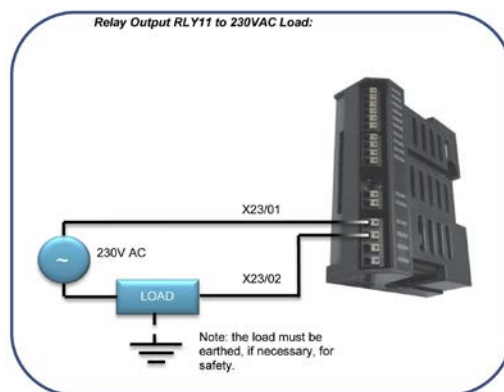 Relay Output RLY11 to 230VAC Load:
X23/01
~
230V AC
X23/02
LOAD
Note: the load must be
earthed, if necessary, for
safety.